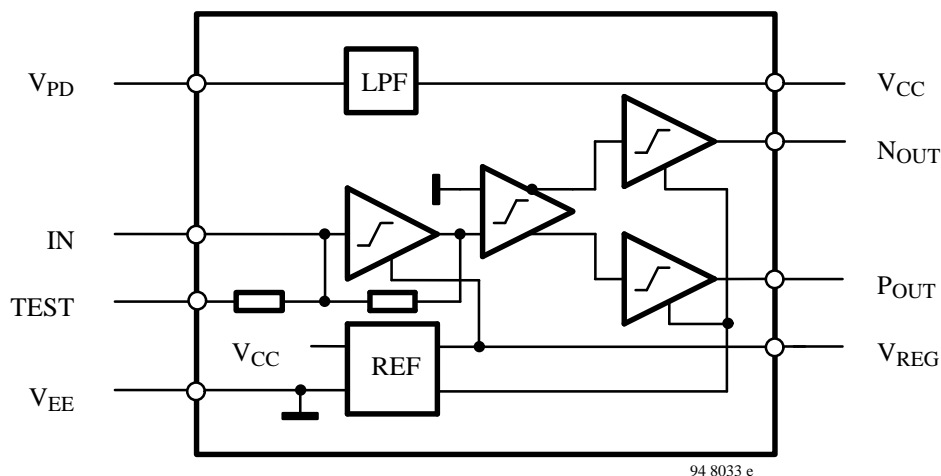 V_PD
LPF
V_CC
N_OUT
IN
TEST
P_OUT
V_CC
REF
V_REG
V_EE
94 8033 e